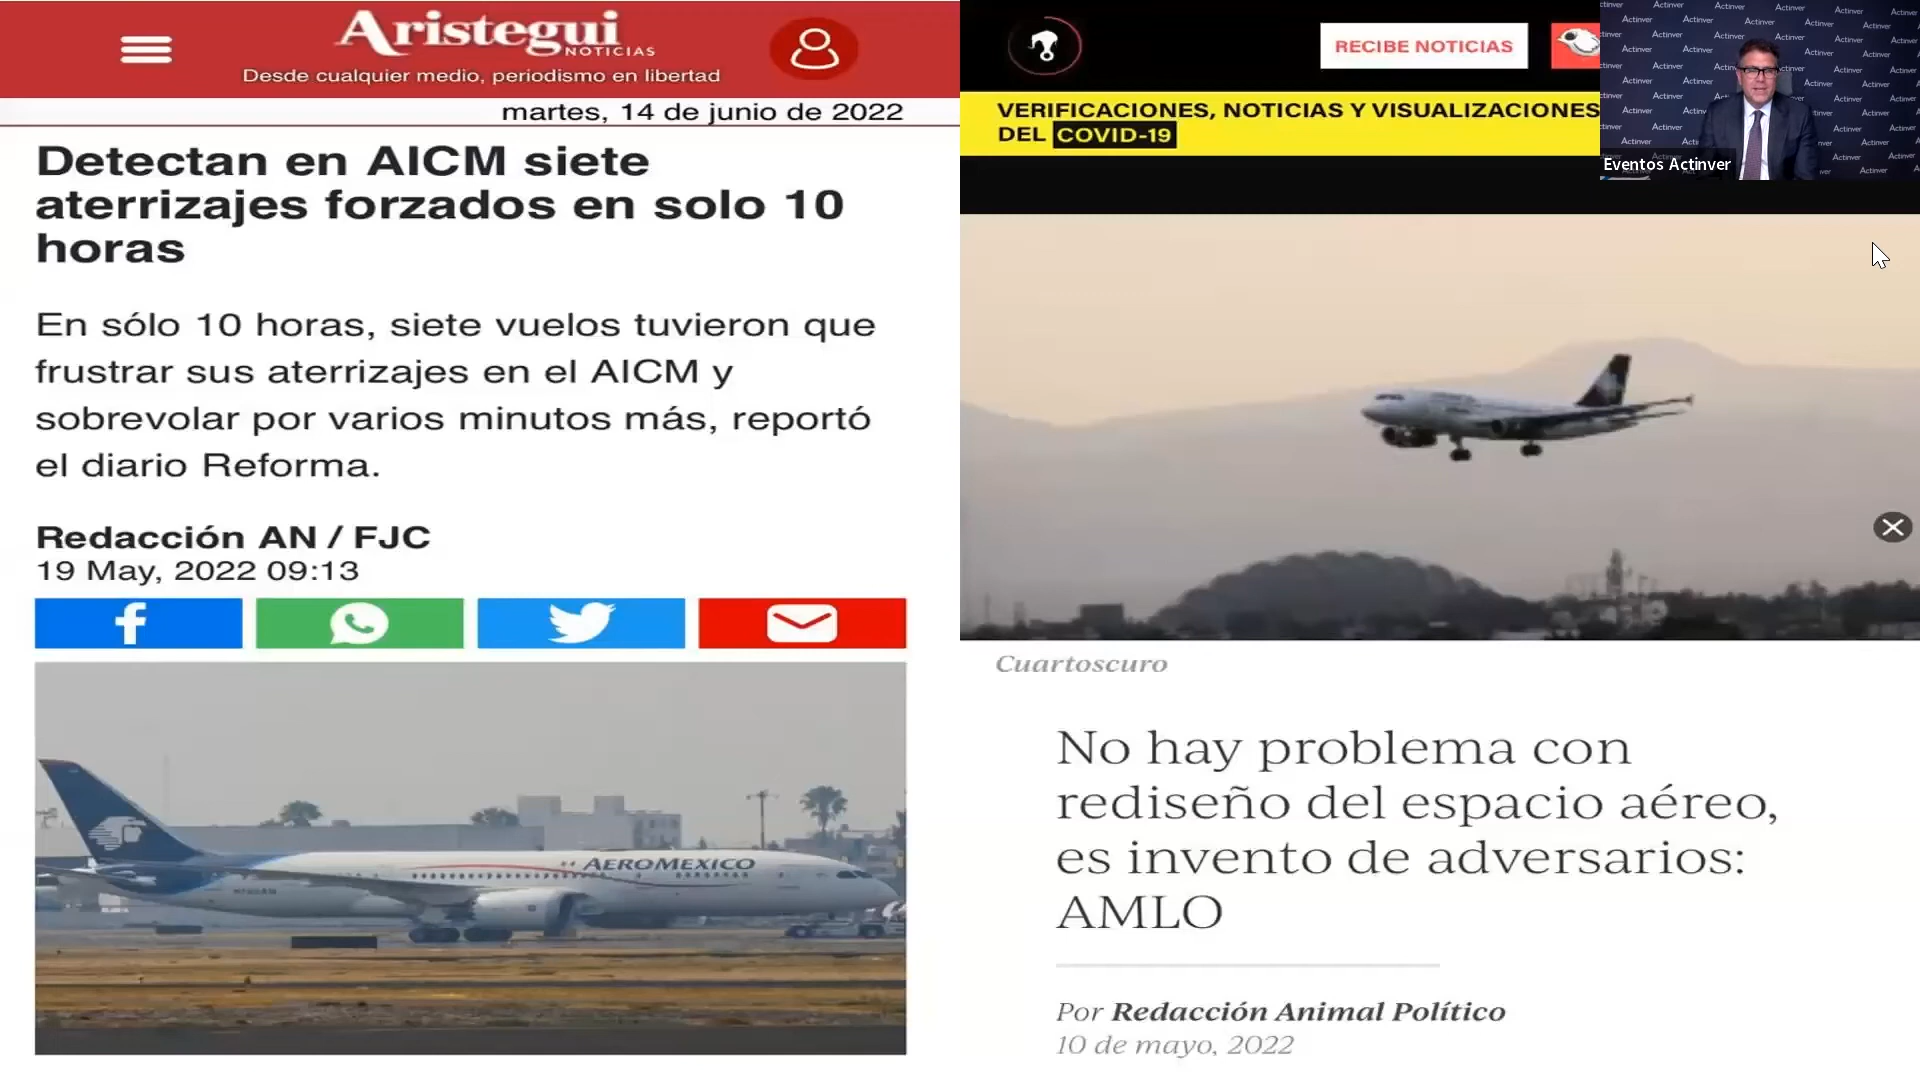 Aristegui
NOTICIAS
Desde cualquier medio, periodismo en libertad
martes, 14 de junio de 2022
Detectan en AICM siete
aterrizajes forzados en solo 10
horas
En sólo 10 horas, siete vuelos tuvieron que
frustrar sus aterrizajes en el AICM y
sobrevolar por varios minutos más, reportó
el diario Reforma.
Redacción AN / FJC
19 May, 2022 09:13
AEROMEXICO
RECIBE NOTICIAS
VERIFICACIONES, NOTICIAS Y VISUALIZACIONES
DEL COVID-19
Actinver
Eventos Actinver
Cuartoscuro
No hay problema con
rediseño del espacio aéreo,
es invento de adversarios:
AMLO
Por Redacción Animal Político
10 de mayo, 2022